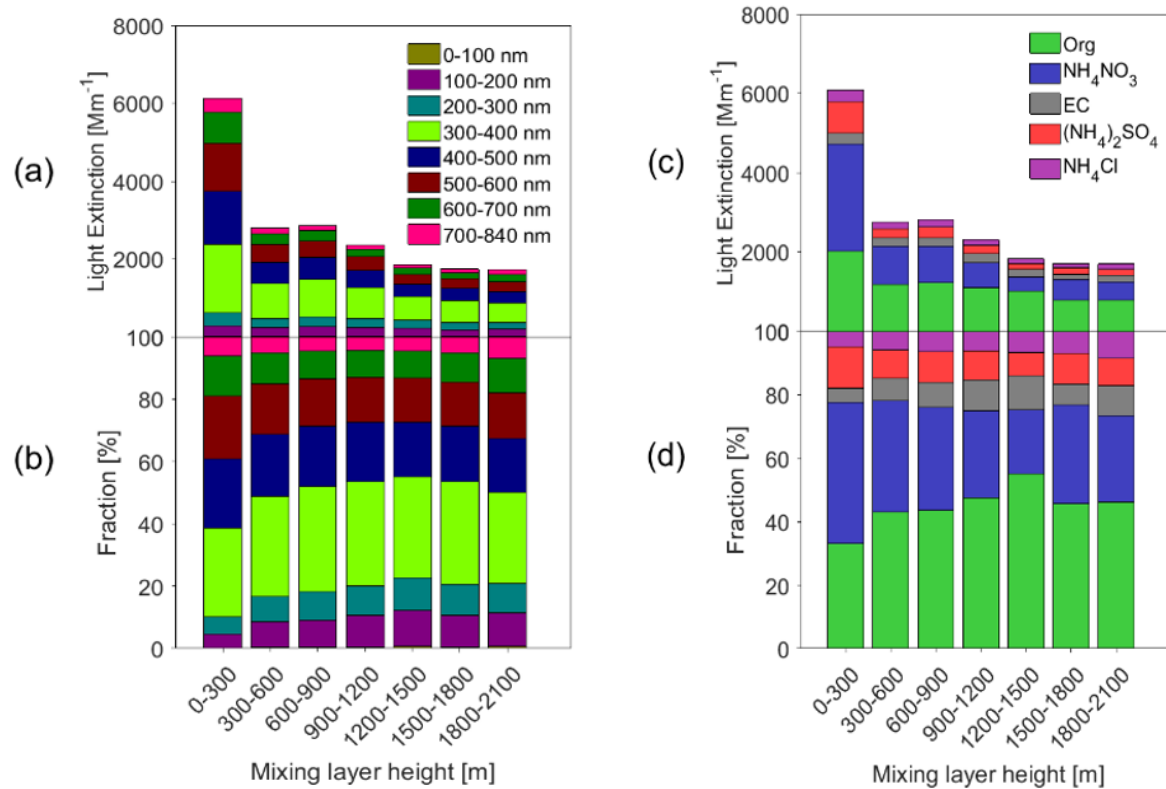 (a)
Light Extinction [Mm⁻¹]
8000
6000
4000
2000
0-100 nm
100-200 nm
200-300 nm
300-400 nm
400-500 nm
500-600 nm
600-700 nm
700-840 nm
(b)
Fraction [%]
100
80
60
40
20
0
0-300
300-600
600-900
900-1200
1200-1500
1500-1800
1800-2100
Mixing layer height [m]
(c)
Light Extinction [Mm⁻¹]
8000
6000
4000
2000
Org
NH₄NO₃
EC
(NH₄)₂SO₄
NH₄Cl
(d)
Fraction [%]
100
80
60
40
20
0
0-300
300-600
600-900
900-1200
1200-1500
1500-1800
1800-2100
Mixing layer height [m]